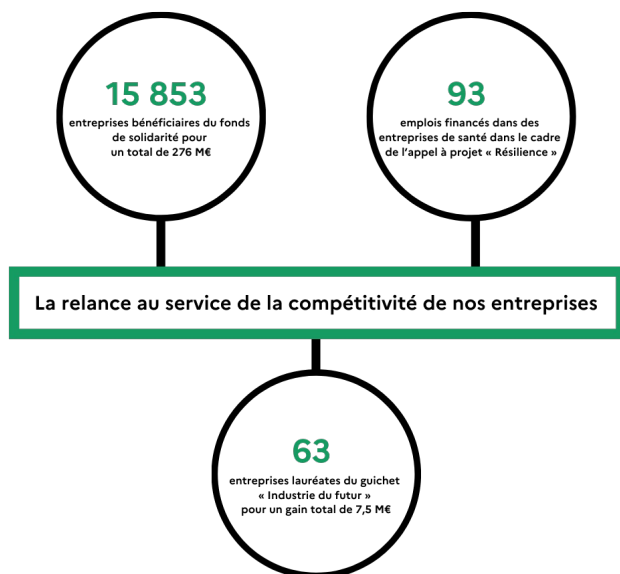 15 853
entreprises bénéficiaires du fonds
de solidarité pour
un total de 276 M€
93
emplois financés dans des
entreprises de santé dans le cadre
de l'appel à projet « Résilience »
La relance au service de la compétitivité de nos entreprises
63
entreprises lauréates du guichet
« Industrie du futur »
pour un gain total de 7,5 M€